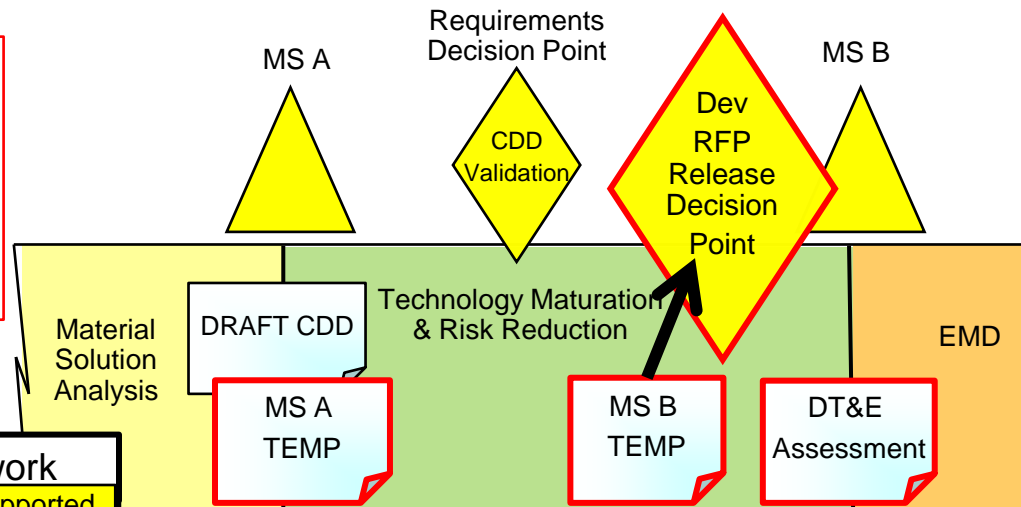 Requirements
Decision Point
MS A
MS B
CDD
Validation
Dev
RFP
Release
Decision
Point
Material
Solution
Analysis
DRAFT CDD
Technology Maturation
& Risk Reduction
EMD
MS A
TEMP
MS B
TEMP
DT&E
Assessment